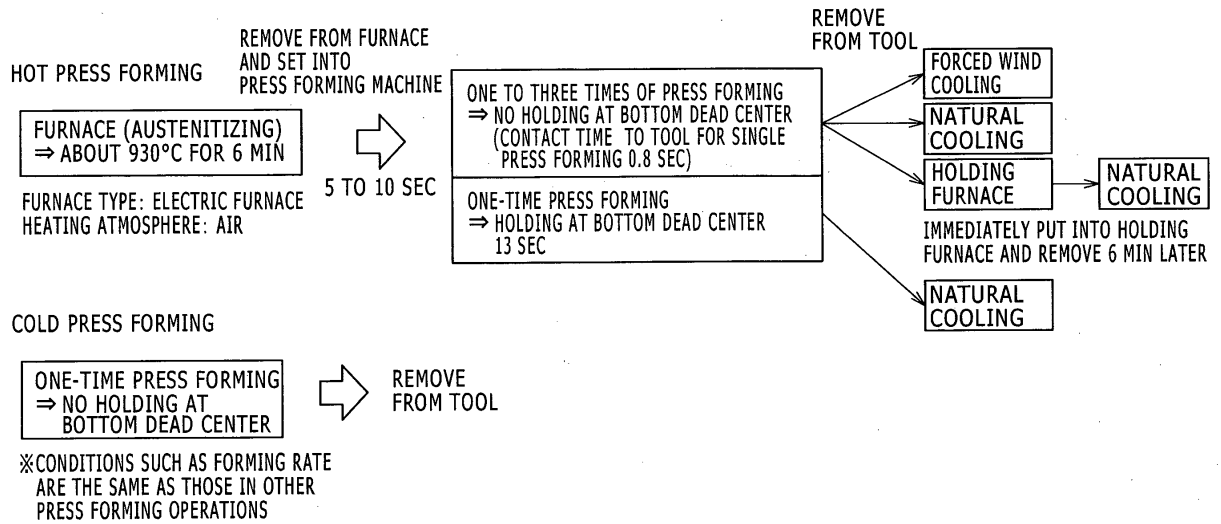 HOT PRESS FORMING
FURNACE (AUSTENITIZING)
⇒ ABOUT 930°C FOR 6 MIN
FURNACE TYPE: ELECTRIC FURNACE
HEATING ATMOSPHERE: AIR
REMOVE FROM FURNACE
AND SET INTO
PRESS FORMING MACHINE
5 TO 10 SEC
ONE TO THREE TIMES OF PRESS FORMING
⇒ NO HOLDING AT BOTTOM DEAD CENTER
(CONTACT TIME TO TOOL FOR SINGLE
PRESS FORMING 0.8 SEC)
ONE-TIME PRESS FORMING
⇒ HOLDING AT BOTTOM DEAD CENTER
13 SEC
REMOVE
FROM TOOL
FORCED WIND
COOLING
NATURAL
COOLING
HOLDING
FURNACE
NATURAL
COOLING
IMMEDIATELY PUT INTO HOLDING
FURNACE AND REMOVE 6 MIN LATER
NATURAL
COOLING
COLD PRESS FORMING
ONE-TIME PRESS FORMING
⇒ NO HOLDING AT
BOTTOM DEAD CENTER
REMOVE
FROM TOOL
※CONDITIONS SUCH AS FORMING RATE
ARE THE SAME AS THOSE IN OTHER
PRESS FORMING OPERATIONS